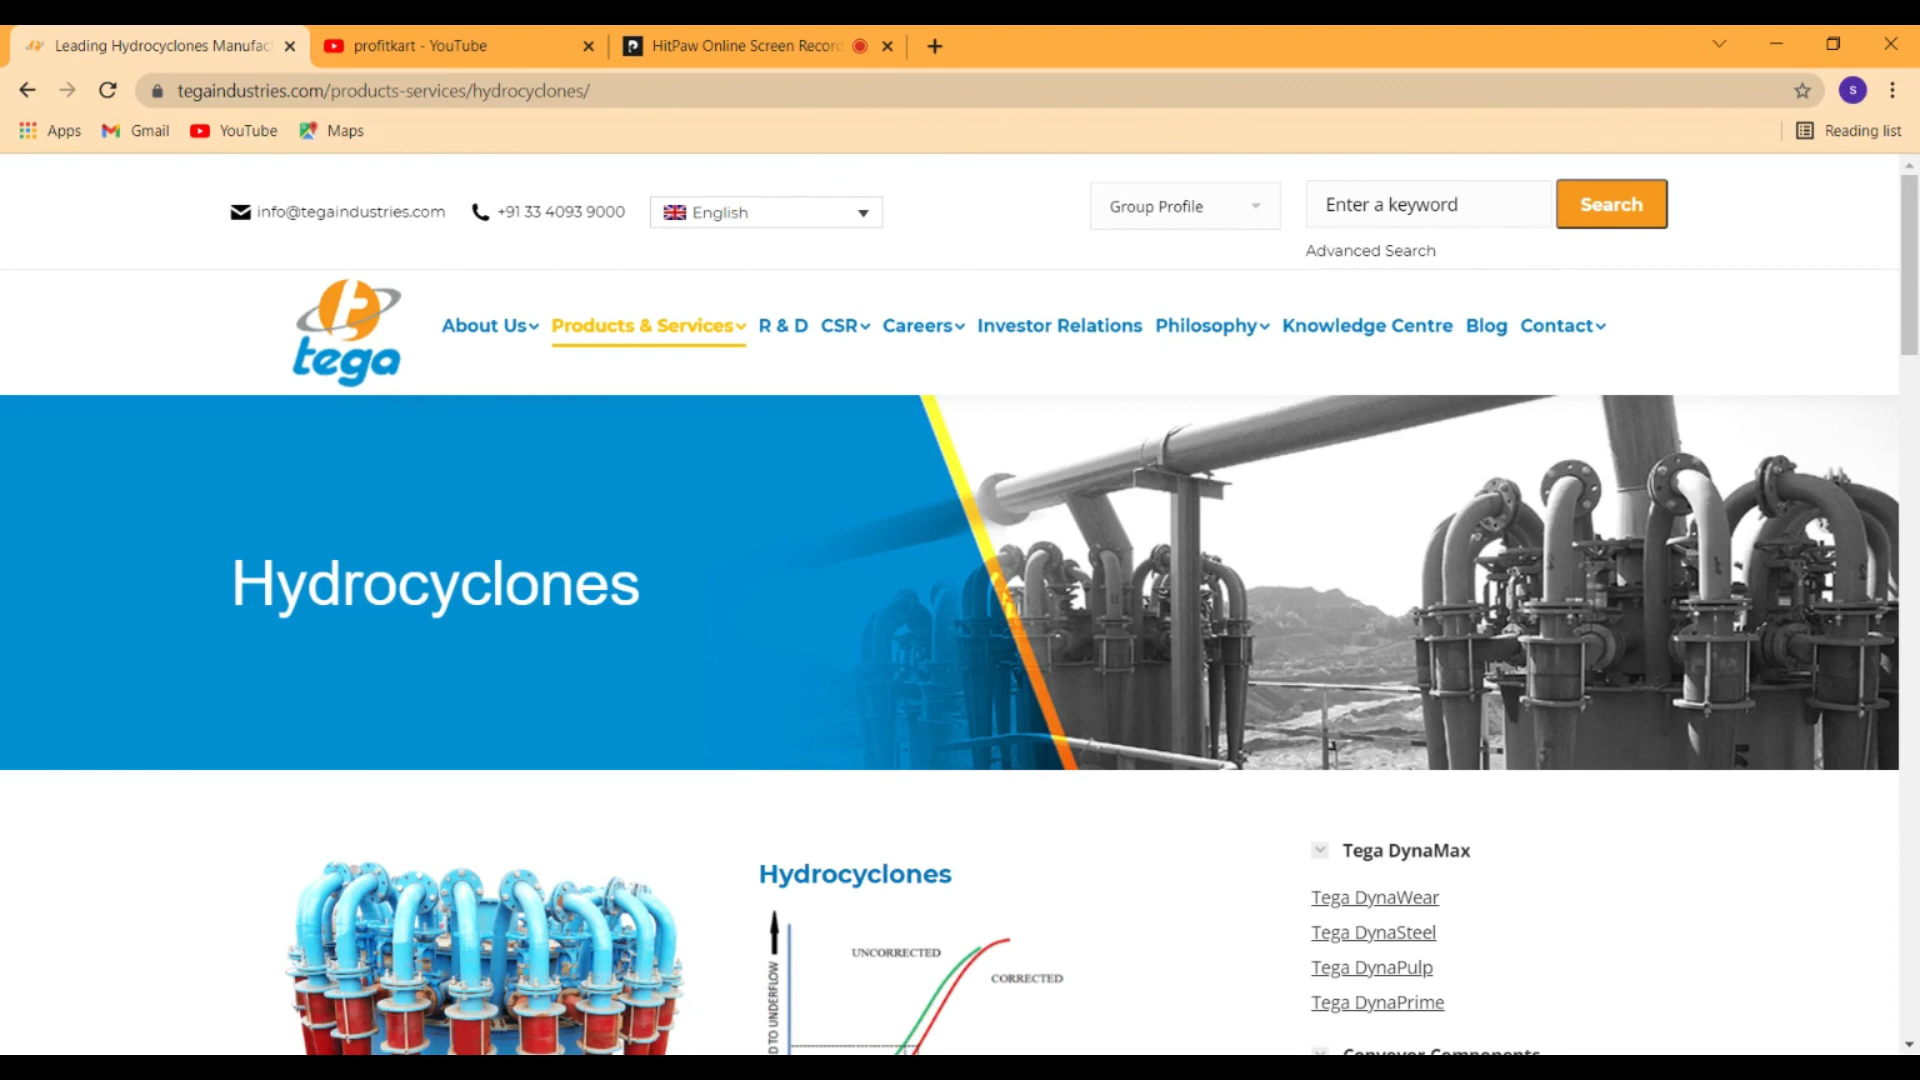 Leading Hydrocyclones Manufac
profitkart - YouTube
HitPaw Online Screen Recor
tegaindustries.com/products-services/hydrocyclones/
S
Apps
Gmail
YouTube
Maps
Reading list
info@tegaindustries.com
+91 33 4093 9000
English
Group Profile
Enter a keyword
Search
Advanced Search
tega
About Us
Products & Services
R & D
CSR
Careers
Investor Relations
Philosophy
Knowledge Centre
Blog
Contact
Hydrocyclones
Hydrocyclones
UNCORRECTED
CORRECTED
D TO UNDERFLOW
Tega DynaMax
Tega DynaWear
Tega DynaSteel
Tega DynaPulp
Tega DynaPrime
Conveyor Components